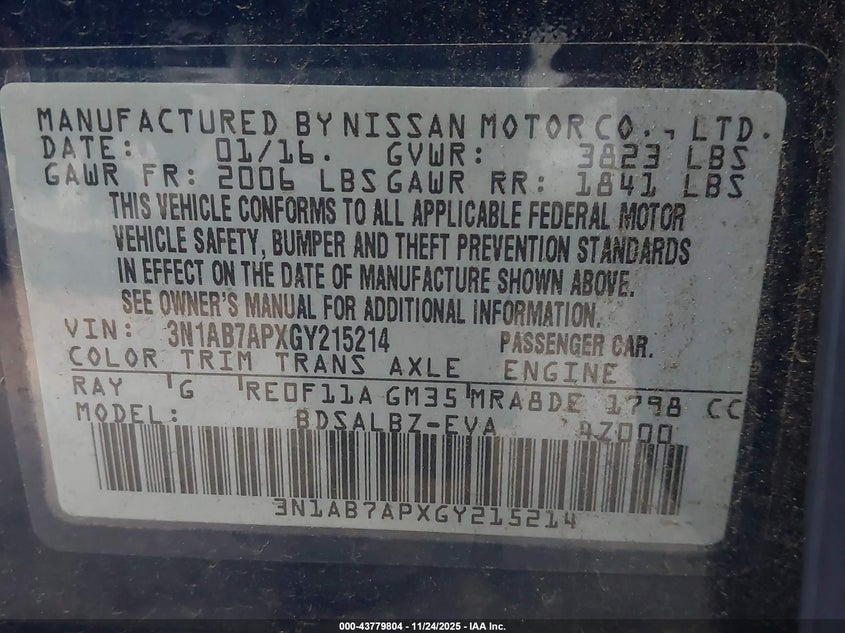 MANUFACTURED BY NISSAN MOTOR CO., LTD.
DATE: 01/16. GVWR: 3823 LBS
GAWR FR: 2006 LBS GAWR RR: 1841 LBS
THIS VEHICLE CONFORMS TO ALL APPLICABLE FEDERAL MOTOR
VEHICLE SAFETY, BUMPER AND THEFT PREVENTION STANDARDS
IN EFFECT ON THE DATE OF MANUFACTURE SHOWN ABOVE.
SEE OWNER'S MANUAL FOR ADDITIONAL INFORMATION.
VIN: 3N1AB7APXGY215214 PASSENGER CAR.
COLOR TRIM TRANS AXLE ENGINE
RAY G RE0F11A GM35 MRA8DE 1798 CC
MODEL: BDSALBZ-EVA AZ000
3N1AB7APXGY215214
000-43779804 | 11/24/2025 - IAA Inc.